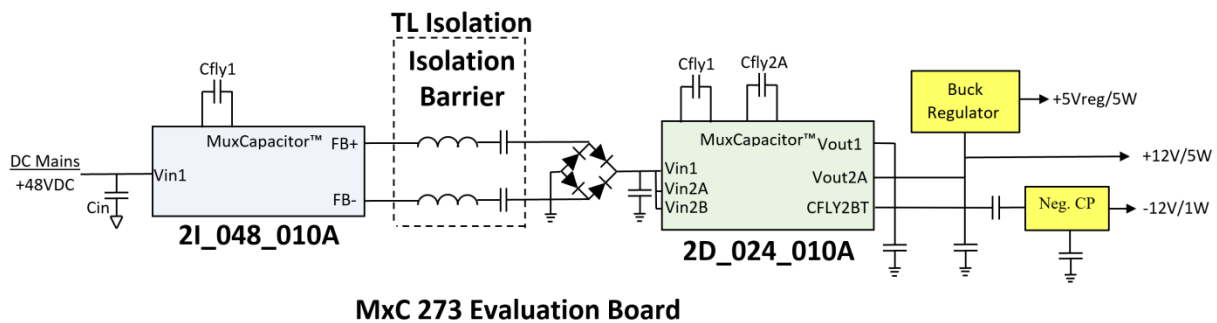 TL Isolation
Isolation
Barrier
Cfly1
MuxCapacitor™
FB+
DC Mains
+48VDC
Vin1
Cin
FB-
2I_048_010A
Cfly1
Cfly2A
MuxCapacitor™
Vout1
Vin1
Vin2A
Vin2B
Vout2A
CFLY2BT
2D_024_010A
Buck
Regulator
+5Vreg/5W
+12V/5W
Neg. CP
-12V/1W
MxC 273 Evaluation Board